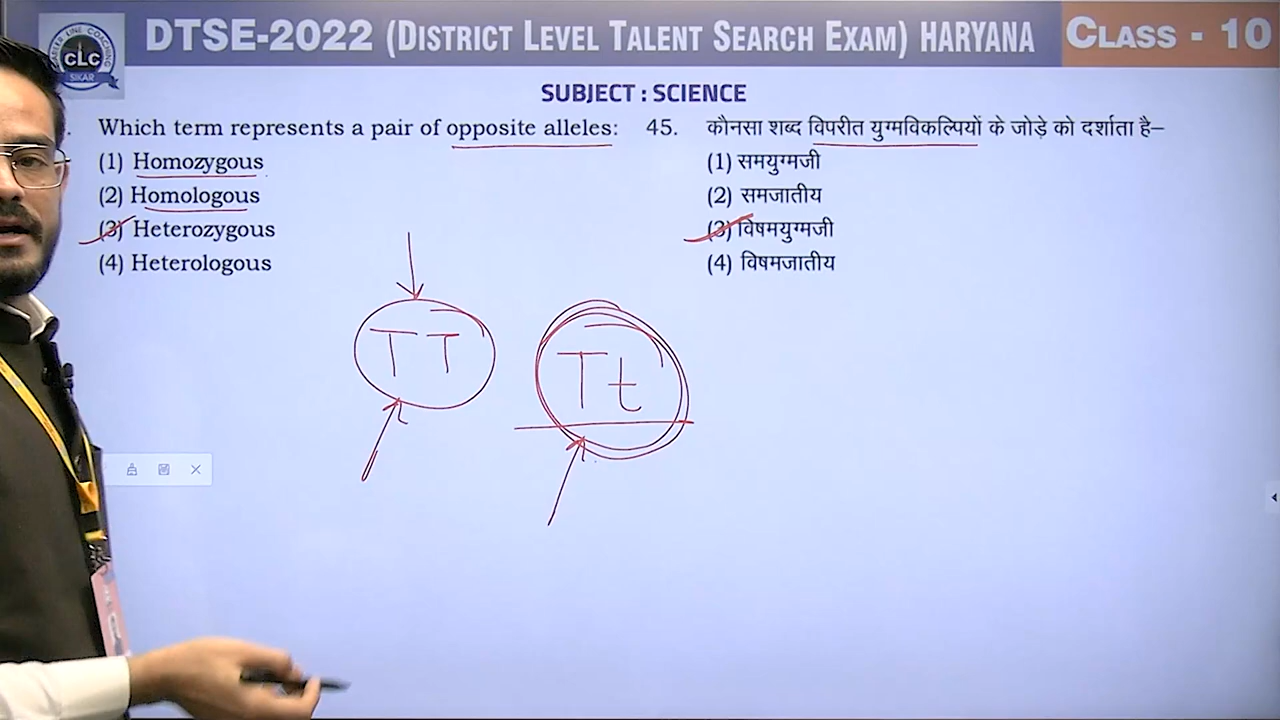 DTSE-2022 (DISTRICT LEVEL TALENT SEARCH EXAM) HARYANA
CLASS - 10
CLC
SIKAR
SUBJECT : SCIENCE
Which term represents a pair of opposite alleles:
(1) Homozygous
(2) Homologous
(3) Heterozygous
(4) Heterologous
45. कौनसा शब्द विपरीत युग्मविकल्पियों के जोड़े को दर्शाता है–
(1) समयुग्मजी
(2) समजातीय
(3) विषमयुग्मजी
(4) विषमजातीय
TT
Tt